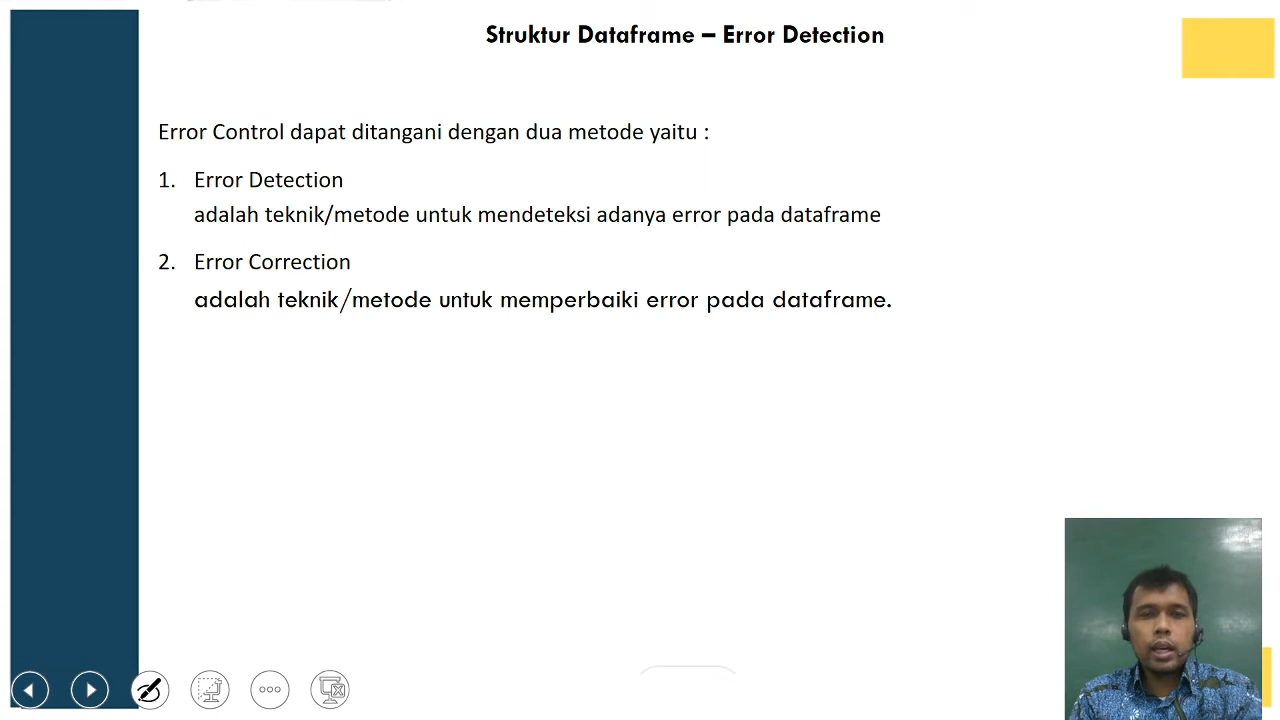 Struktur Dataframe – Error Detection
Error Control dapat ditangani dengan dua metode yaitu :
1. Error Detection
adalah teknik/metode untuk mendeteksi adanya error pada dataframe
2. Error Correction
adalah teknik/metode untuk memperbaiki error pada dataframe.